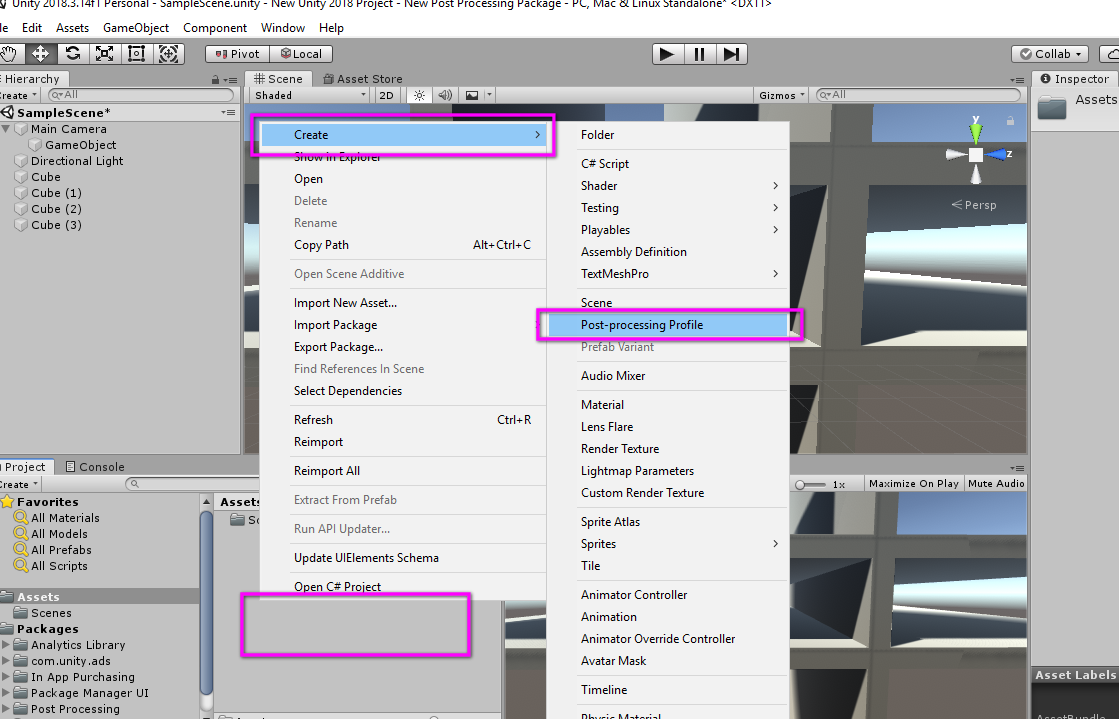 Unity 2018.3.14f1 Personal - SampleScene.unity - New Unity 2018 Project - New Post Processing Package - PC, Mac & Linux Standalone* <DX11>
Edit Assets GameObject Component Window Help
Pivot Local Collab
Hierarchy
Create All
SampleScene*
Main Camera
GameObject
Directional Light
Cube
Cube (1)
Cube (2)
Cube (3)
Scene Asset Store
Shaded 2D Gizmos All
y
z
Persp
Inspector
Assets
Create
Show in Explorer
Open
Delete
Rename
Copy Path Alt+Ctrl+C
Open Scene Additive
Import New Asset...
Import Package
Export Package...
Find References In Scene
Select Dependencies
Refresh Ctrl+R
Reimport
Reimport All
Extract From Prefab
Run API Updater...
Update UIElements Schema
Open C# Project
Folder
C# Script
Shader
Testing
Playables
Assembly Definition
TextMeshPro
Scene
Post-processing Profile
Prefab Variant
Audio Mixer
Material
Lens Flare
Render Texture
Lightmap Parameters
Custom Render Texture
Sprite Atlas
Sprites
Tile
Animator Controller
Animation
Animator Override Controller
Avatar Mask
Timeline
Physic Material
Project Console
Create
Favorites
All Materials
All Models
All Prefabs
All Scripts
Assets
Scenes
Packages
Analytics Library
com.unity.ads
In App Purchasing
Package Manager UI
Post Processing
Assets
1x Maximize On Play Mute Audio
Asset Labels
AssetBundle